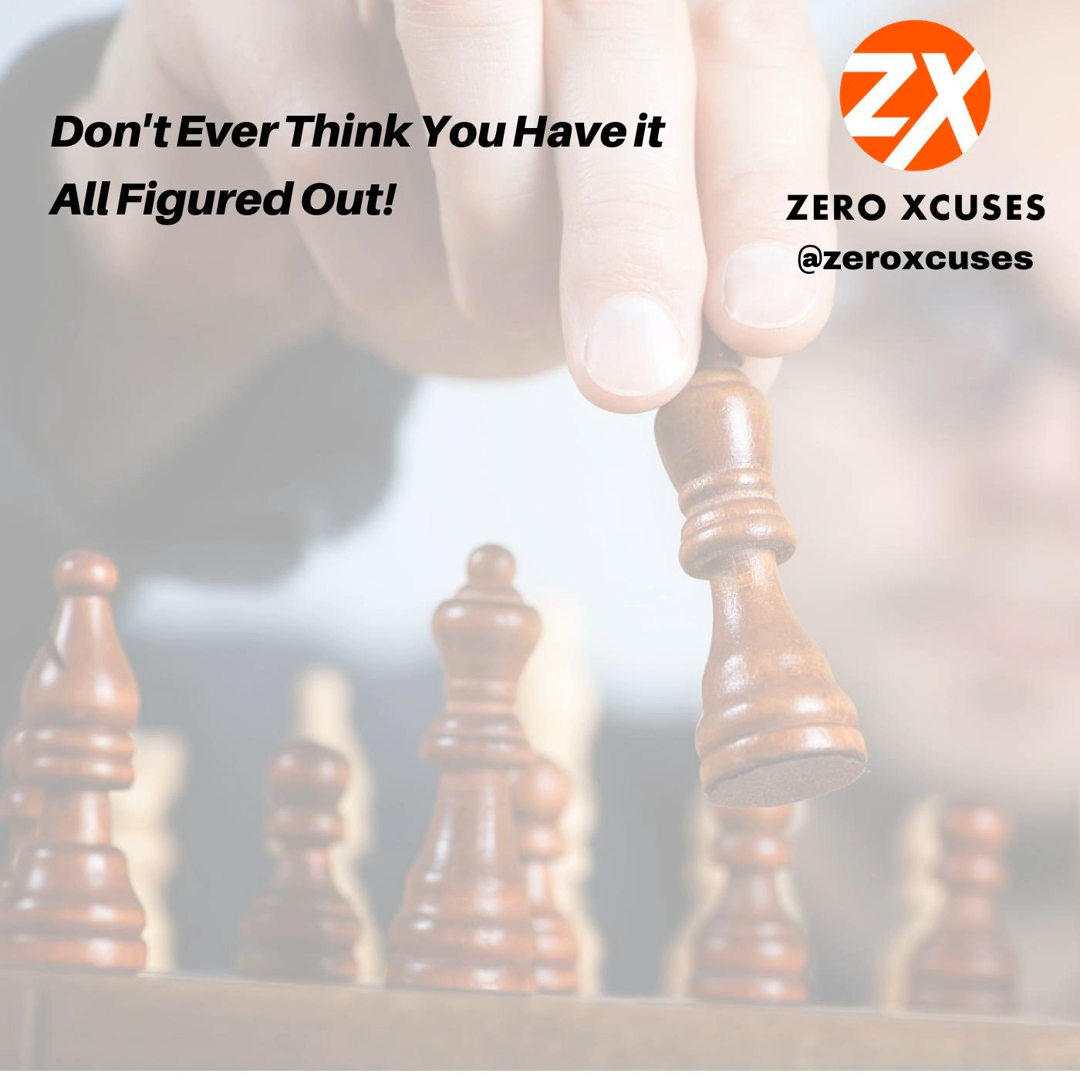 Don't Ever Think You Have it
All Figured Out!
ZX
ZERO XCUSES
@zeroxcuses